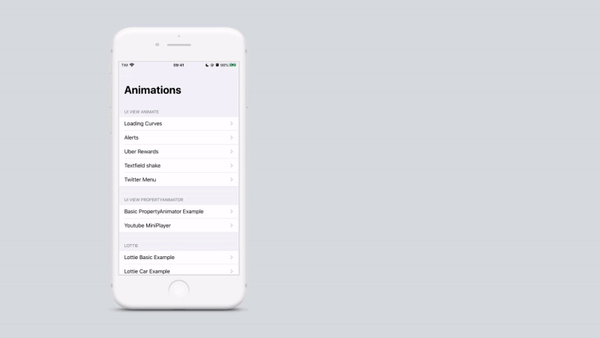 TIM 09:41 90%
Animations
UI VIEW ANIMATE
Loading Curves
Alerts
Uber Rewards
Textfield shake
Twitter Menu
UI VIEW PROPERTYANIMATOR
Basic PropertyAnimator Example
Youtube MiniPlayer
LOTTIE
Lottie Basic Example
Lottie Car Example